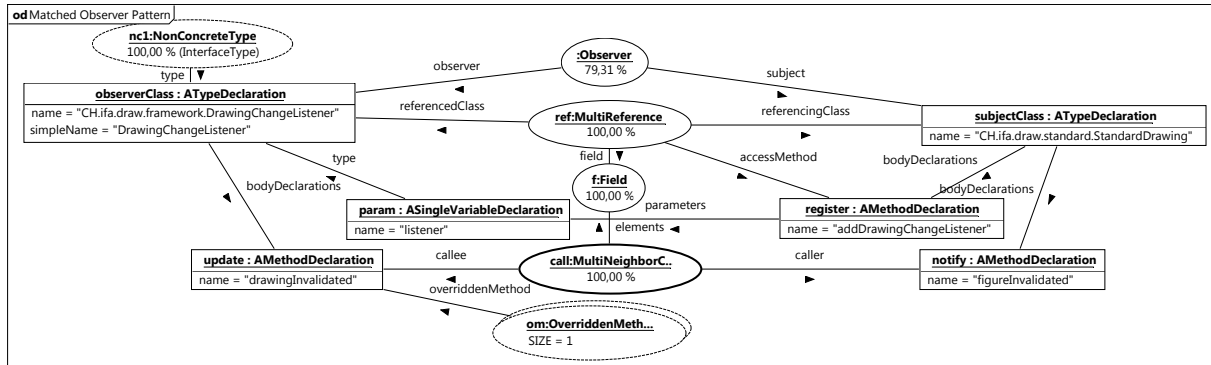 od Matched Observer Pattern
nc1:NonConcreteType
100,00 % (InterfaceType)
type
observer
:Observer
79,31 %
subject
observerClass : ATypeDeclaration
name = "CH.ifa.draw.framework.DrawingChangeListener"
simpleName = "DrawingChangeListener"
referencedClass
ref:MultiReference
100,00 %
referencingClass
subjectClass : ATypeDeclaration
name = "CH.ifa.draw.standard.StandardDrawing"
type
field
accessMethod
bodyDeclarations
bodyDeclarations
f:Field
100,00 %
bodyDeclarations
param : ASingleVariableDeclaration
name = "listener"
parameters
elements
register : AMethodDeclaration
name = "addDrawingChangeListener"
update : AMethodDeclaration
name = "drawingInvalidated"
callee
call:MultiNeighborC..
100,00 %
caller
notify : AMethodDeclaration
name = "figureInvalidated"
overriddenMethod
om:OverriddenMeth...
SIZE = 1